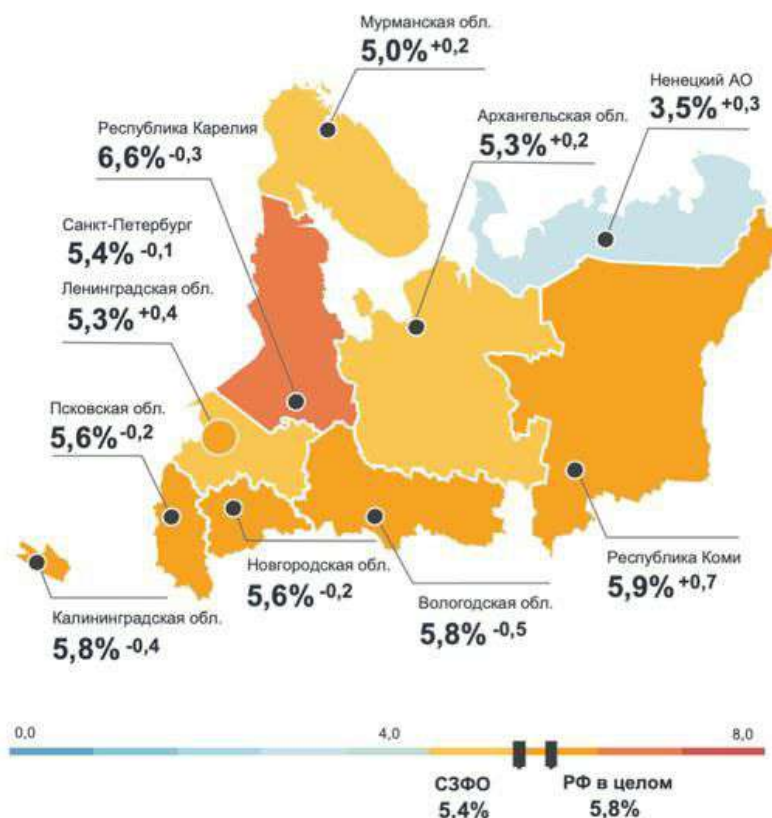 Мурманская обл.
5,0% +0,2
Ненецкий АО
3,5% +0,3
Архангельская обл.
5,3% +0,2
Республика Карелия
6,6% -0,3
Санкт-Петербург
5,4% -0,1
Ленинградская обл.
5,3% +0,4
Псковская обл.
5,6% -0,2
Новгородская обл.
5,6% -0,2
Республика Коми
5,9% +0,7
Вологодская обл.
5,8% -0,5
Калининградская обл.
5,8% -0,4
0,0 4,0 8,0
СЗФО РФ в целом
5,4% 5,8%